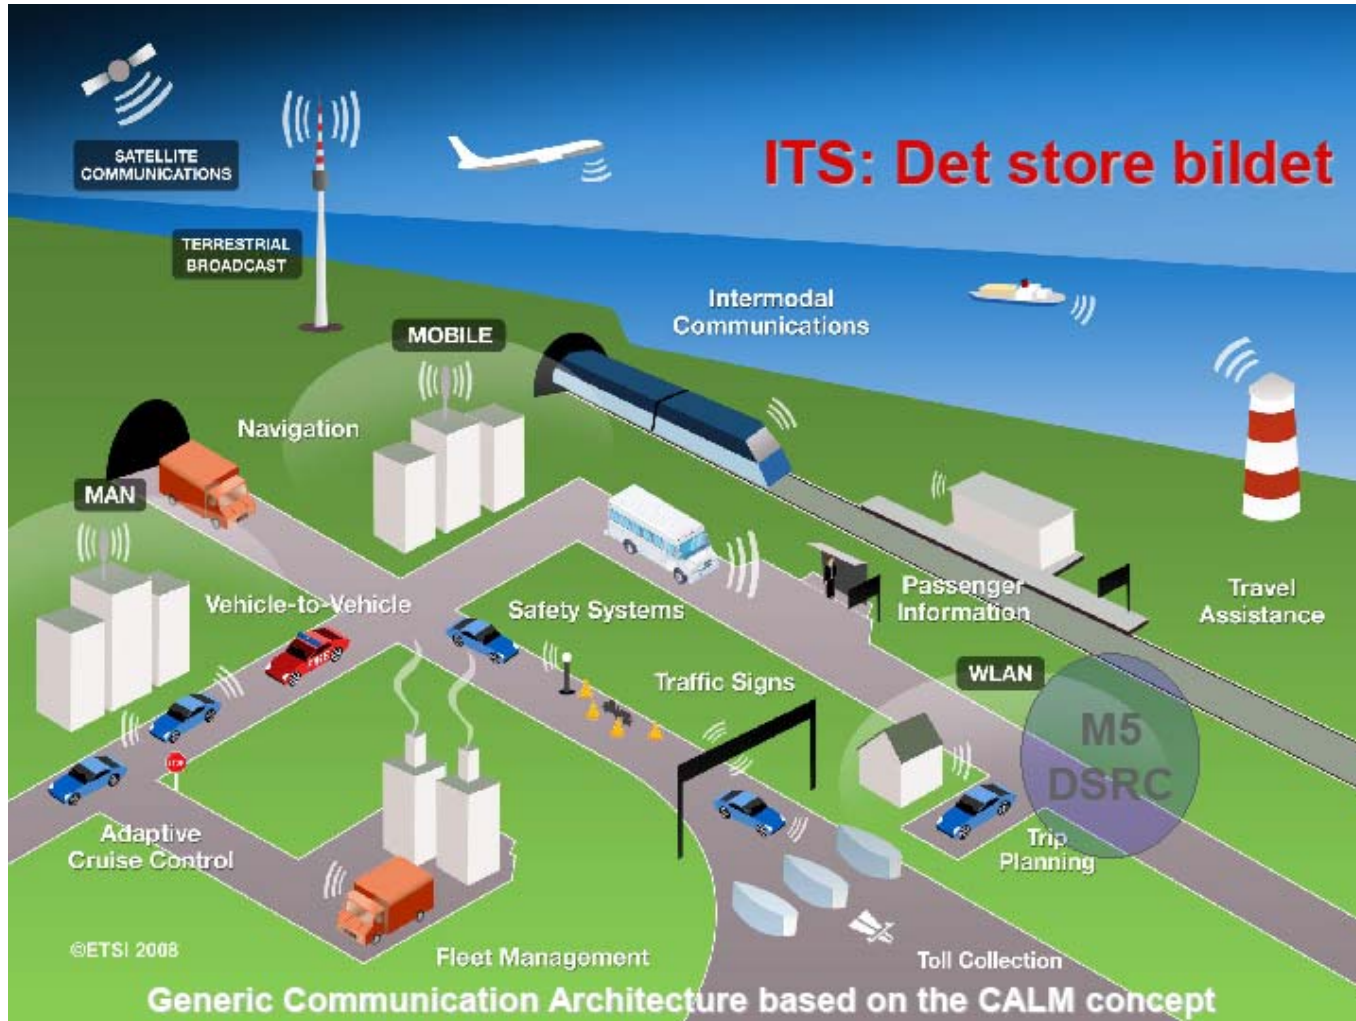 ITS: Det store bildet
SATELLITE
COMMUNICATIONS
TERRESTRIAL
BROADCAST
Intermodal
Communications
MOBILE
Navigation
MAN
Vehicle-to-Vehicle
Safety Systems
Passenger
Information
Travel
Assistance
Traffic Signs
WLAN
M5
DSRC
STOP
Adaptive
Cruise Control
Trip
Planning
©ETSI 2008
Fleet Management
Toll Collection
Generic Communication Architecture based on the CALM concept